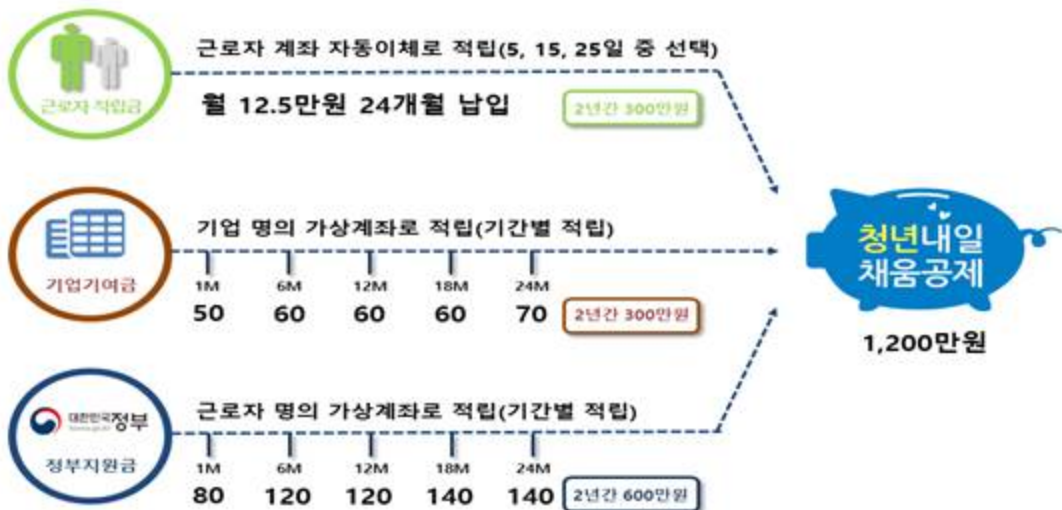 근로자 적립금
근로자 계좌 자동이체로 적립(5, 15, 25일 중 선택)
월 12.5만원 24개월 납입
2년간 300만원
기업기여금
기업 명의 가상계좌로 적립(기간별 적립)
1M 6M 12M 18M 24M
50 60 60 60 70
2년간 300만원
대한민국정부
정부지원금
근로자 명의 가상계좌로 적립(기간별 적립)
1M 6M 12M 18M 24M
80 120 120 140 140
2년간 600만원
청년내일
채움공제
1,200만원